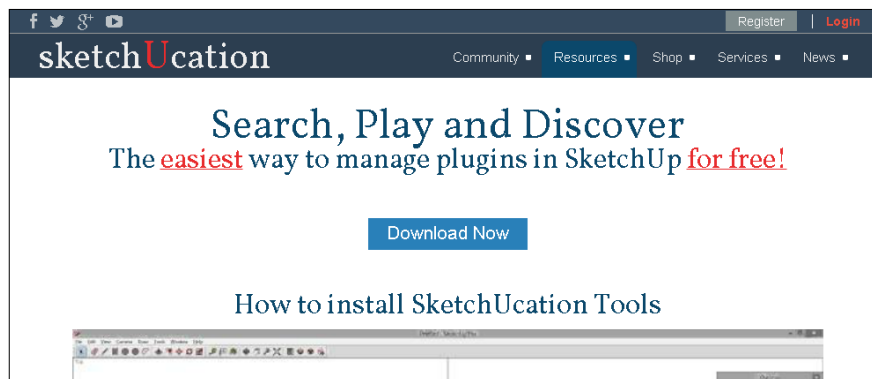 Register | Login
sketchUcation
Community Resources Shop Services News
Search, Play and Discover
The easiest way to manage plugins in SketchUp for free!
Download Now
How to install SketchUcation Tools